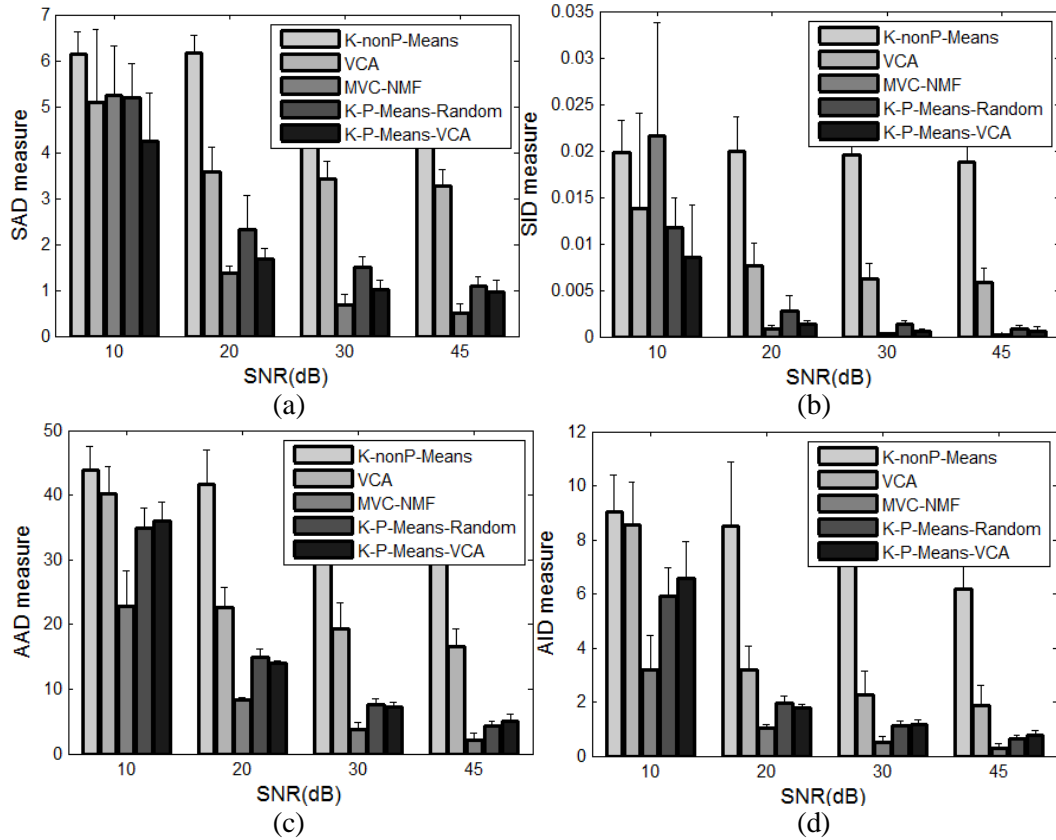 7
6
5
4
3
2
1
0
SAD measure
K-nonP-Means
VCA
MVC-NMF
K-P-Means-Random
K-P-Means-VCA
10
20
30
45
SNR(dB)
(a)
0.035
0.03
0.025
0.02
0.015
0.01
0.005
0
SID measure
K-nonP-Means
VCA
MVC-NMF
K-P-Means-Random
K-P-Means-VCA
10
20
30
45
SNR(dB)
(b)
50
40
30
20
10
0
AAD measure
K-nonP-Means
VCA
MVC-NMF
K-P-Means-Random
K-P-Means-VCA
10
20
30
45
SNR(dB)
(c)
12
10
8
6
4
2
0
AID measure
K-nonP-Means
VCA
MVC-NMF
K-P-Means-Random
K-P-Means-VCA
10
20
30
45
SNR(dB)
(d)